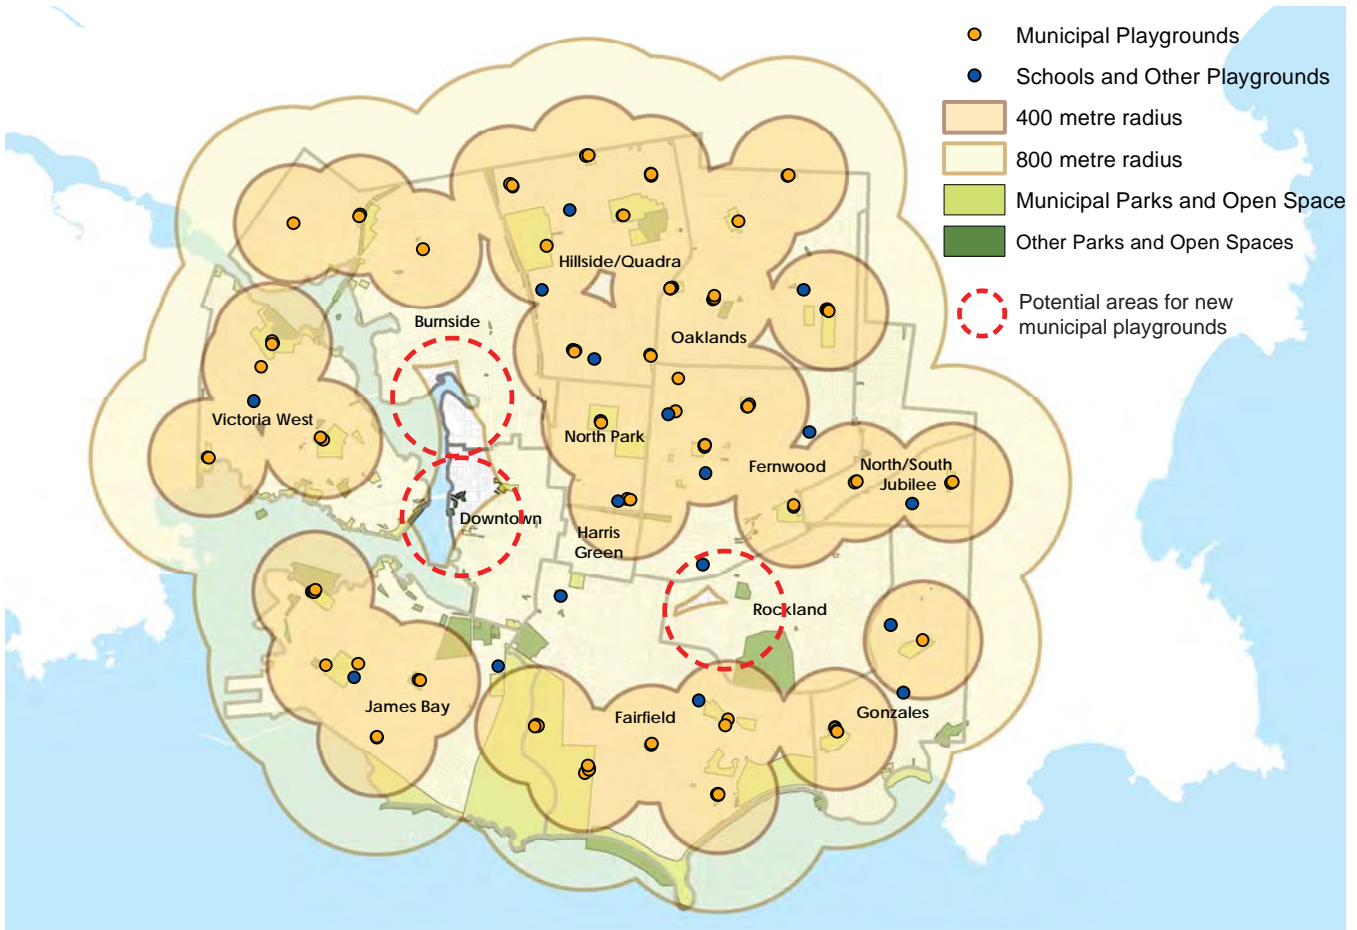 Municipal Playgrounds
Schools and Other Playgrounds
400 metre radius
800 metre radius
Municipal Parks and Open Space
Other Parks and Open Spaces
Potential areas for new
municipal playgrounds
Hillside/Quadra
Burnside
Oaklands
Victoria West
North Park
Fernwood
North/South
Jubilee
Downtown
Harris
Green
Rockland
James Bay
Fairfield
Gonzales